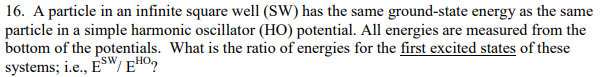 16. A particle in an infinite square well (SW) has the same ground-state energy as the same
particle in a simple harmonic oscillator (HO) potential. All energies are measured from the
bottom of the potentials. What is the ratio of energies for the first excited states of these
systems; i.e., Eˢᵂ/ Eᴴᴼ?